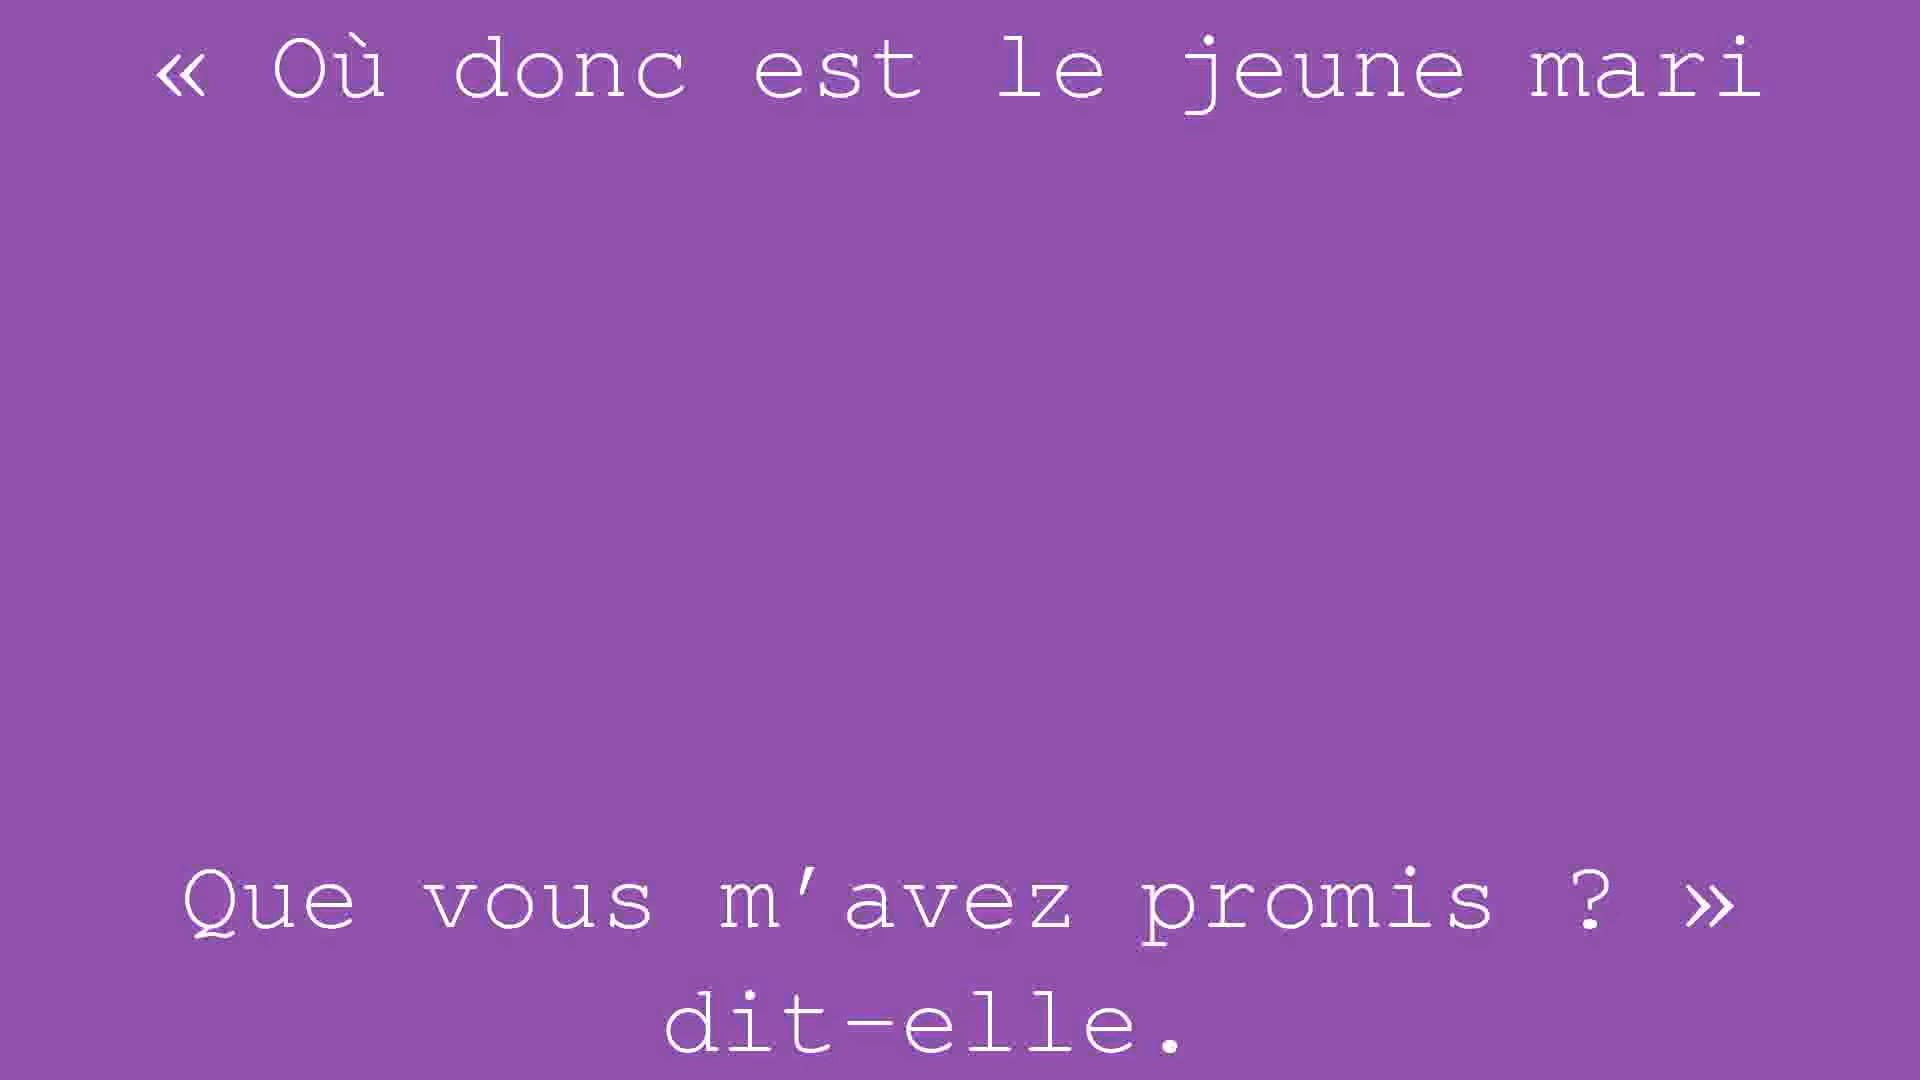 « Où donc est le jeune mari
Que vous m'avez promis ? »
dit-elle.